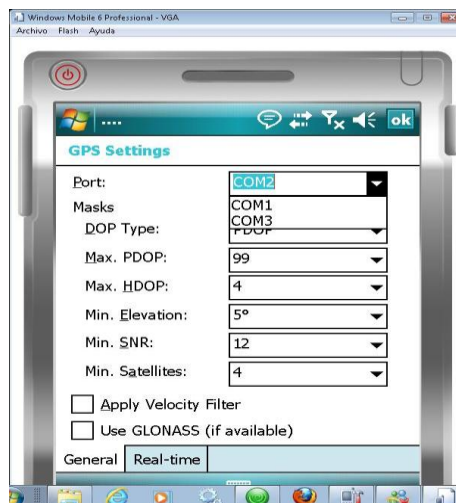 Windows Mobile 6 Professional - VGA
Archivo Flash Ayuda
.... ok
GPS Settings
Port: COM2
COM1
Masks
COM3
DOP Type: PDOP
Max. PDOP: 99
Max. HDOP: 4
Min. Elevation: 5°
Min. SNR: 12
Min. Satellites: 4
Apply Velocity Filter
Use GLONASS (if available)
General Real-time